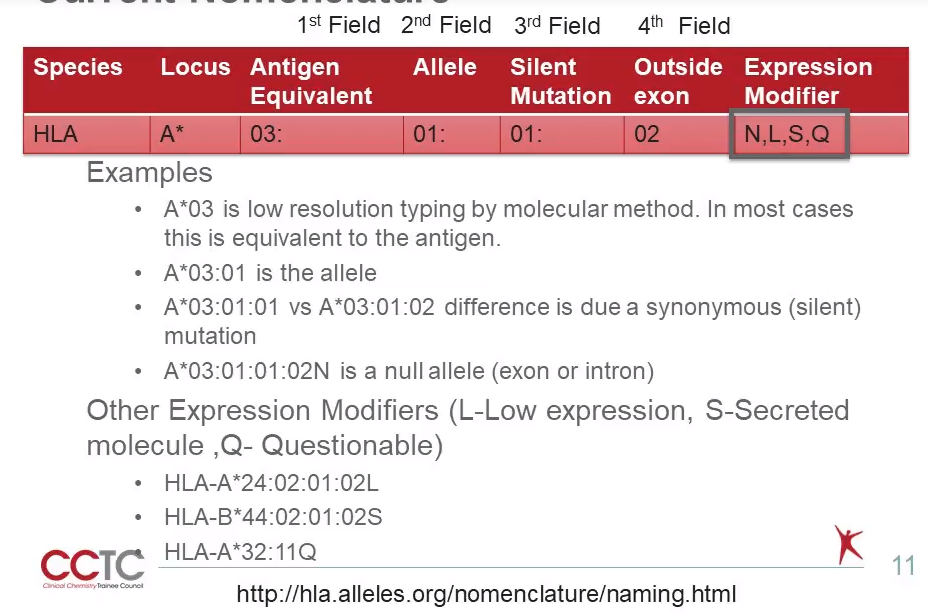 Current Nomenclature
1st Field 2nd Field 3rd Field 4th Field
Species Locus Antigen Equivalent Allele Silent Mutation Outside exon Expression Modifier
HLA A* 03: 01: 01: 02 N,L,S,Q
Examples
• A*03 is low resolution typing by molecular method. In most cases
this is equivalent to the antigen.
• A*03:01 is the allele
• A*03:01:01 vs A*03:01:02 difference is due a synonymous (silent)
mutation
• A*03:01:01:02N is a null allele (exon or intron)
Other Expression Modifiers (L-Low expression, S-Secreted
molecule ,Q- Questionable)
• HLA-A*24:02:01:02L
• HLA-B*44:02:01:02S
• HLA-A*32:11Q
CCTC
Clinical Chemistry Trainee Council
11
http://hla.alleles.org/nomenclature/naming.html